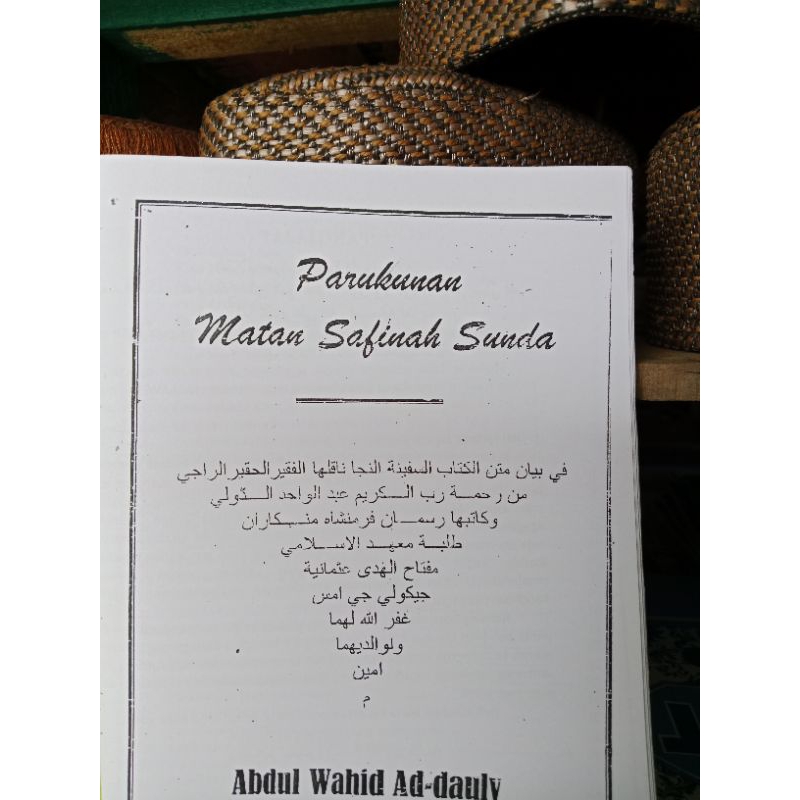 Parukunan
Matan Safinah Sunda
في بيان متن الكتاب السفينة النجا ناقلها الفقير الحقير الراجي
من رحمة رب الكريم عبد الواحد الدولي
وكاتبها رسمان فرمنشاه منكاران
طلبة معهد الاسلامي
مفتاح الهدى عثمانية
جيكولي جي امس
غفر الله لهما
ولوالديهما
امين
م
Abdul Wahid Ad-dauly